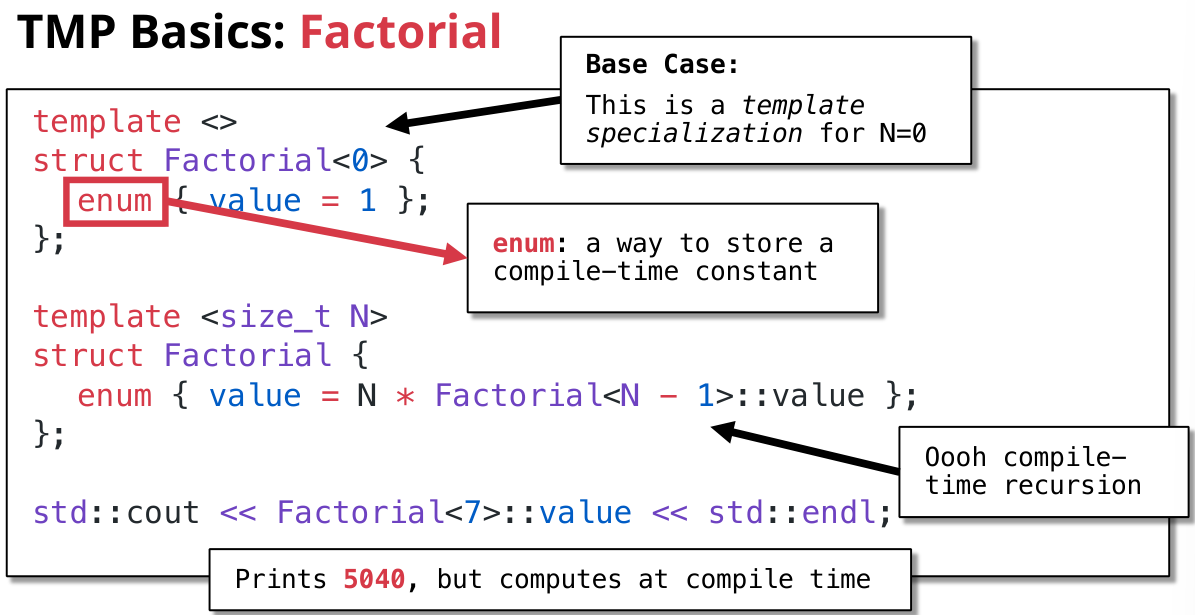 TMP Basics: Factorial
Base Case:
This is a template
specialization for N=0
template <>
struct Factorial<0> {
enum { value = 1 };
};
enum: a way to store a
compile-time constant
template <size_t N>
struct Factorial {
enum { value = N * Factorial<N - 1>::value };
};
Oooh compile-
time recursion
std::cout << Factorial<7>::value << std::endl;
Prints 5040, but computes at compile time